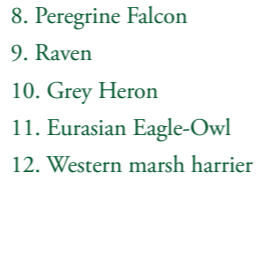 8. Peregrine Falcon
9. Raven
10. Grey Heron
11. Eurasian Eagle-Owl
12. Western marsh harrier